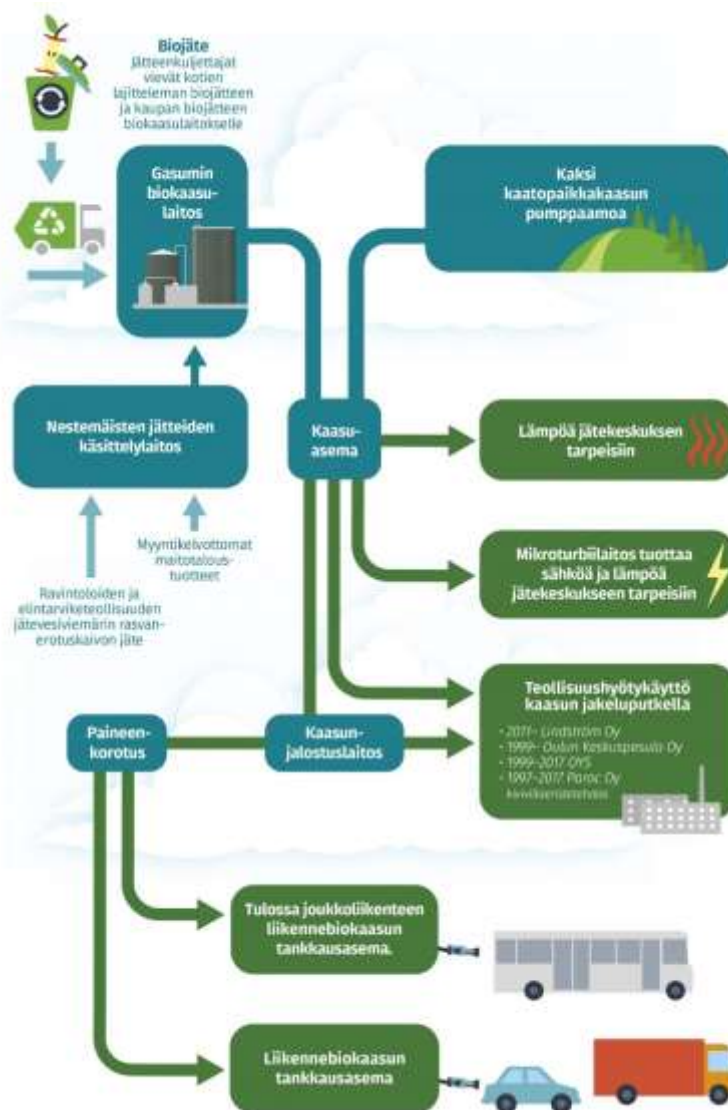 Biojäte
Jätteenkuljettajat
vievät kotien
lajitteleman biojätteen
ja kaupan biojätteen
biokaasulaitokselle
Gasumin
biokaasu-
laitos
Kaksi
kaatopaikkakaasun
pumppaamoa
Nestemäisten jätteiden
käsittelylaitos
Kaasu-
asema
Lämpöä jätekeskuksen
tarpeisiin
Myyntikelvottomat
maitotalous-
tuotteet
Ravintoloiden ja
elintarviketeollisuuden
jätevesiviemärin rasvan-
erotuskaivon jäte
Mikroturbiilaitos tuottaa
sähköä ja lämpöä
jätekeskukseen tarpeisiin
Teollisuushyötykäyttö
kaasun jakeluputkella
• 2011– Lindström Oy
• 1999– Oulun Keskuspesula Oy
• 1999-2017 OYS
• 1997-2017 Paroc Oy
Paineen-
korotus
Kaasun-
jalostuslaitos
Tulossa joukkoliikenteen
liikennebiokaasun
tankkausasema.
Liikennebiokaasun
tankkausasema